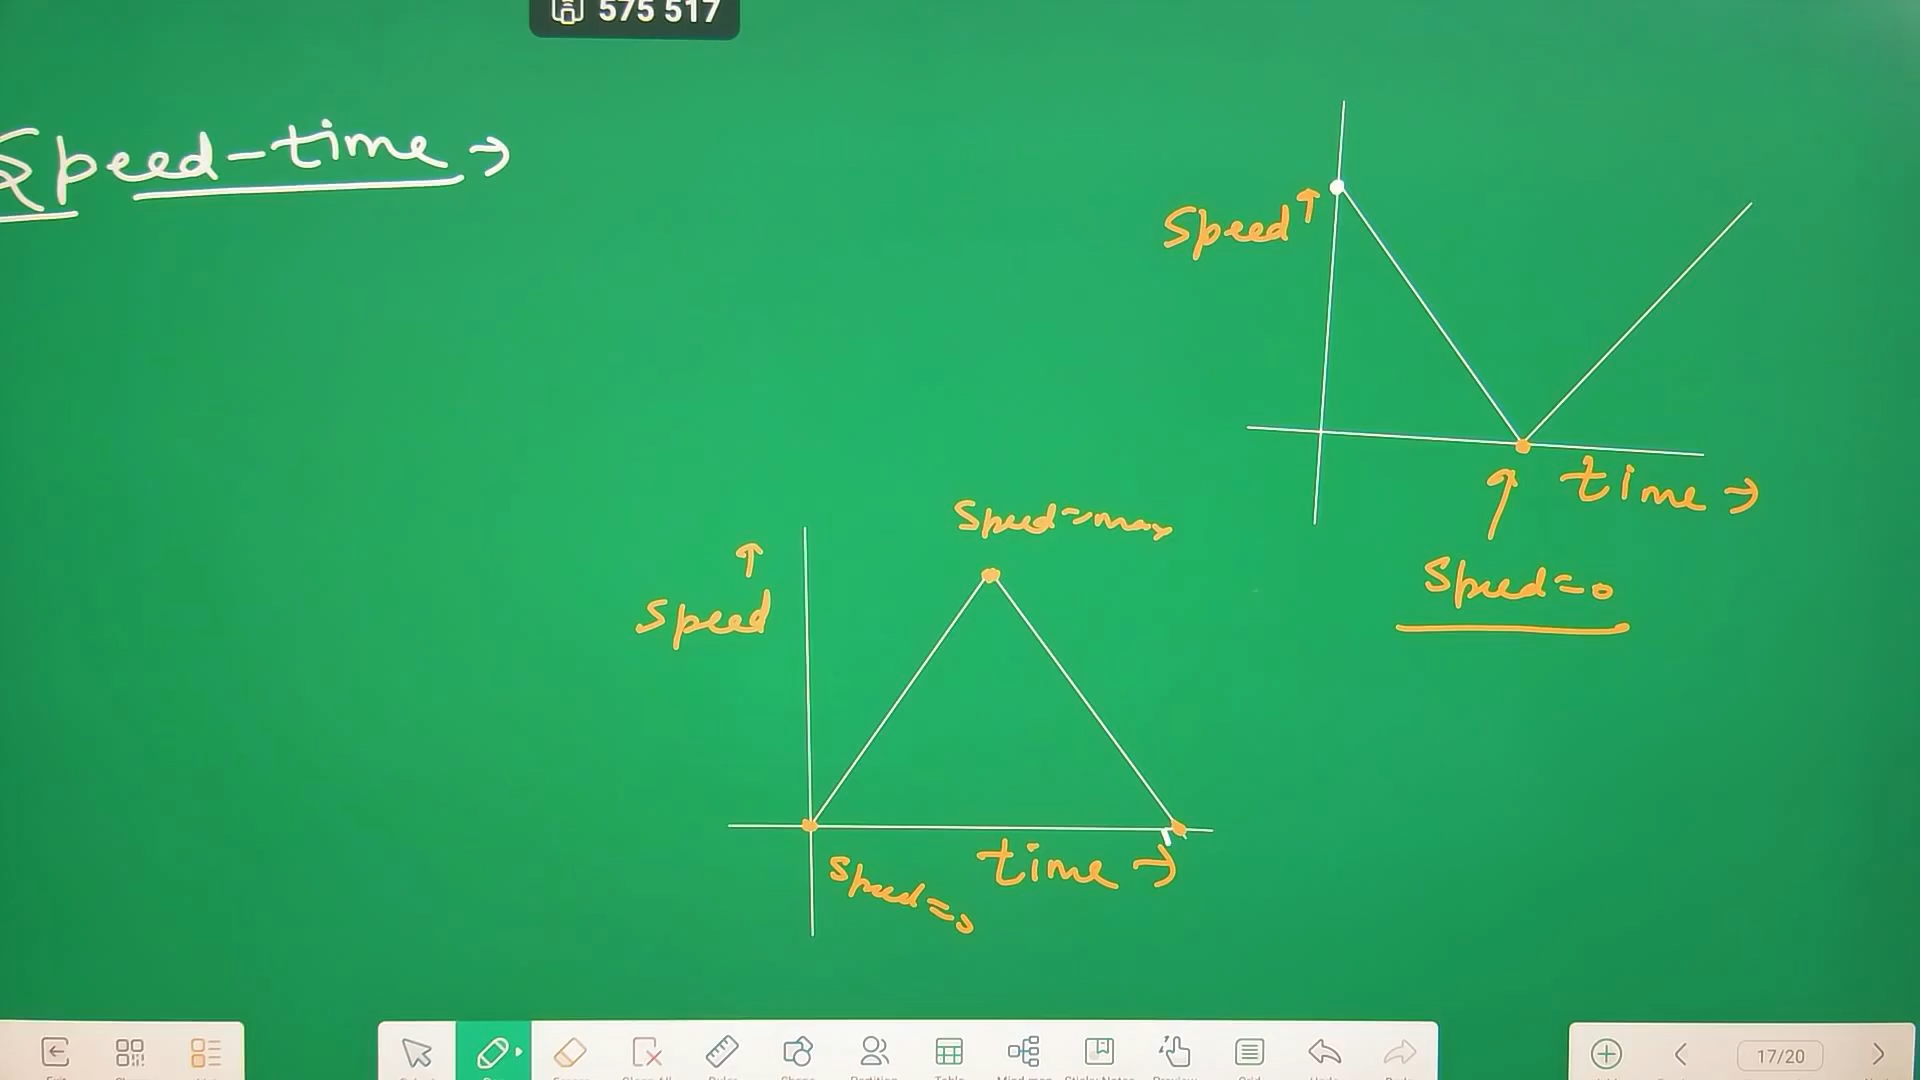 575 517
Speed-time →
Speed ↑
time →
Speed=0
Speed=max
↑
Speed
time →
Speed=0
17/20